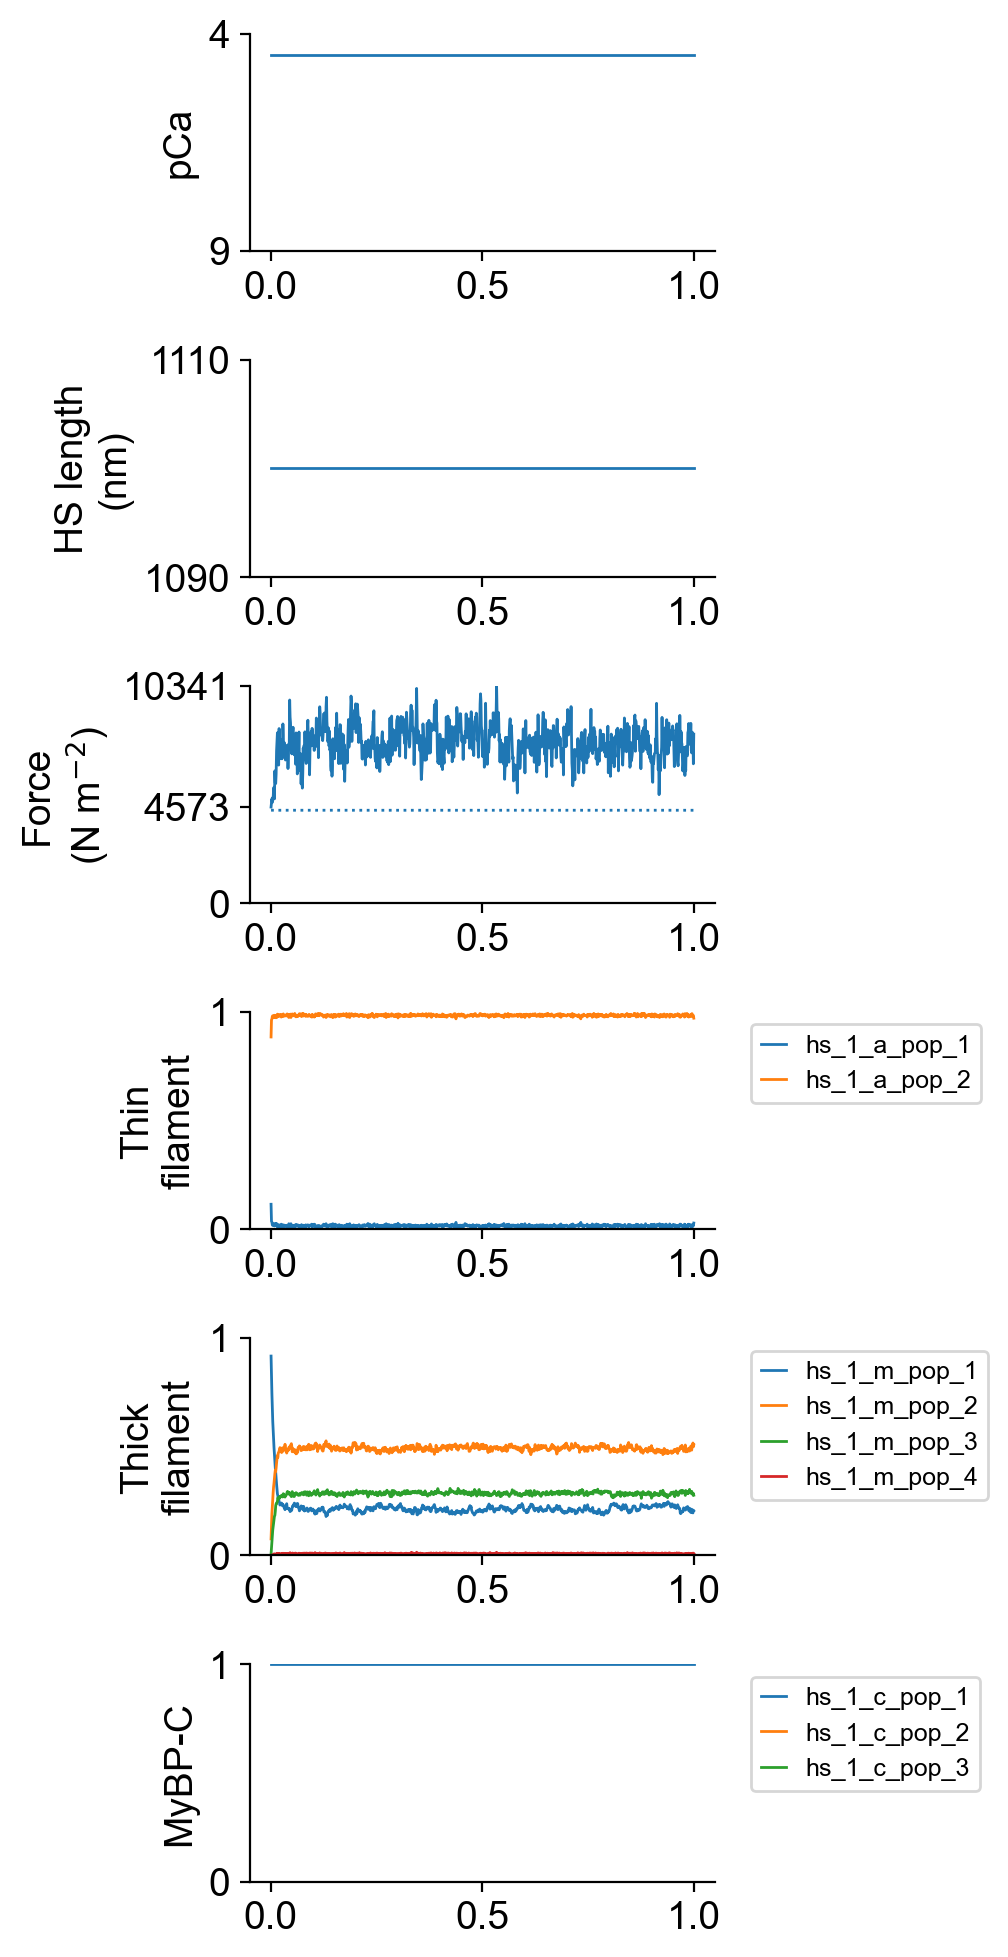 4
pCa
9
0.0 0.5 1.0
1110
HS length
(nm)
1090
0.0 0.5 1.0
10341
Force
(N m⁻²)
4573
0
0.0 0.5 1.0
1
Thin
filament
0
0.0 0.5 1.0
hs_1_a_pop_1
hs_1_a_pop_2
1
Thick
filament
0
0.0 0.5 1.0
hs_1_m_pop_1
hs_1_m_pop_2
hs_1_m_pop_3
hs_1_m_pop_4
1
MyBP-C
0
0.0 0.5 1.0
hs_1_c_pop_1
hs_1_c_pop_2
hs_1_c_pop_3